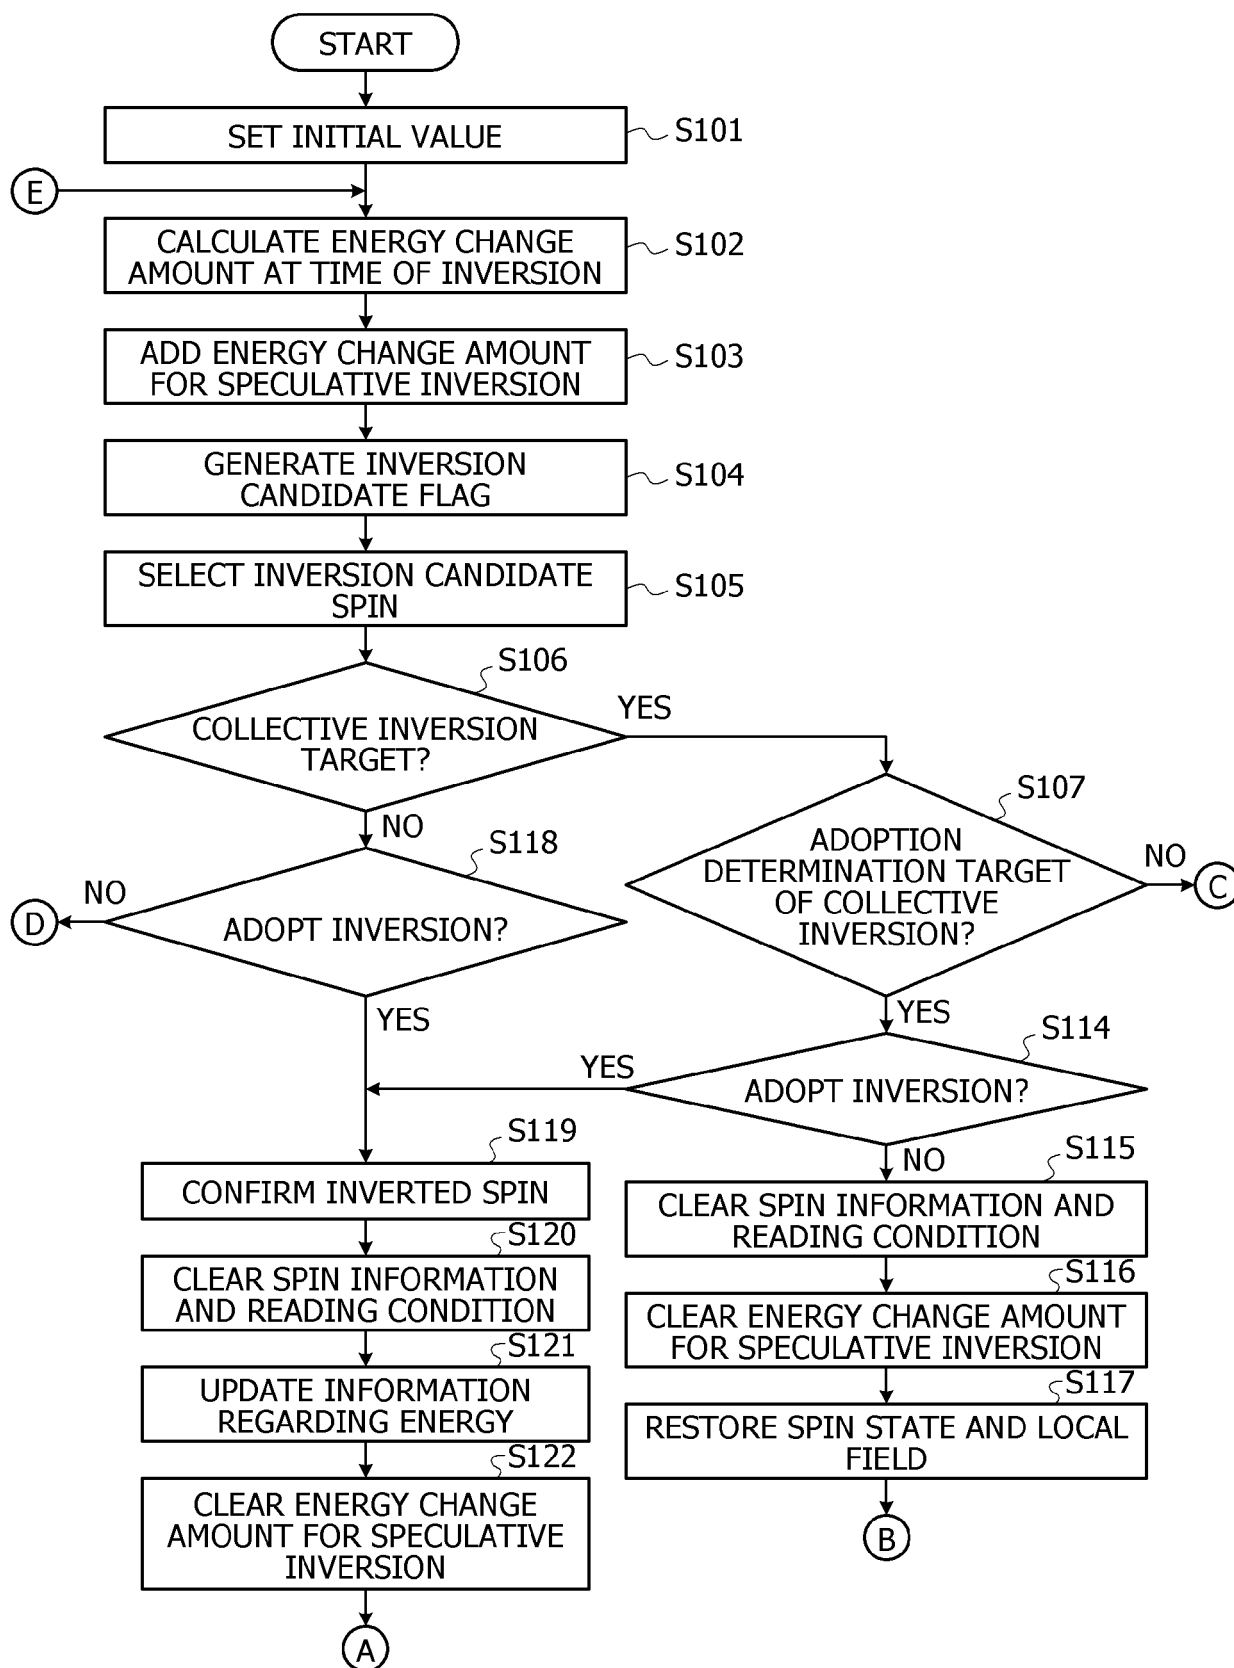 START
SET INITIAL VALUE
S101
E
CALCULATE ENERGY CHANGE
AMOUNT AT TIME OF INVERSION
S102
ADD ENERGY CHANGE AMOUNT
FOR SPECULATIVE INVERSION
S103
GENERATE INVERSION
CANDIDATE FLAG
S104
SELECT INVERSION CANDIDATE
SPIN
S105
S106
COLLECTIVE INVERSION
TARGET?
YES
NO
S107
ADOPTION
DETERMINATION TARGET
OF COLLECTIVE
INVERSION?
NO
C
YES
S118
ADOPT INVERSION?
NO
D
YES
S114
ADOPT INVERSION?
YES
NO
S119
CONFIRM INVERTED SPIN
S120
CLEAR SPIN INFORMATION
AND READING CONDITION
S121
UPDATE INFORMATION
REGARDING ENERGY
S122
CLEAR ENERGY CHANGE
AMOUNT FOR SPECULATIVE
INVERSION
A
S115
CLEAR SPIN INFORMATION AND
READING CONDITION
S116
CLEAR ENERGY CHANGE AMOUNT
FOR SPECULATIVE INVERSION
S117
RESTORE SPIN STATE AND LOCAL
FIELD
B